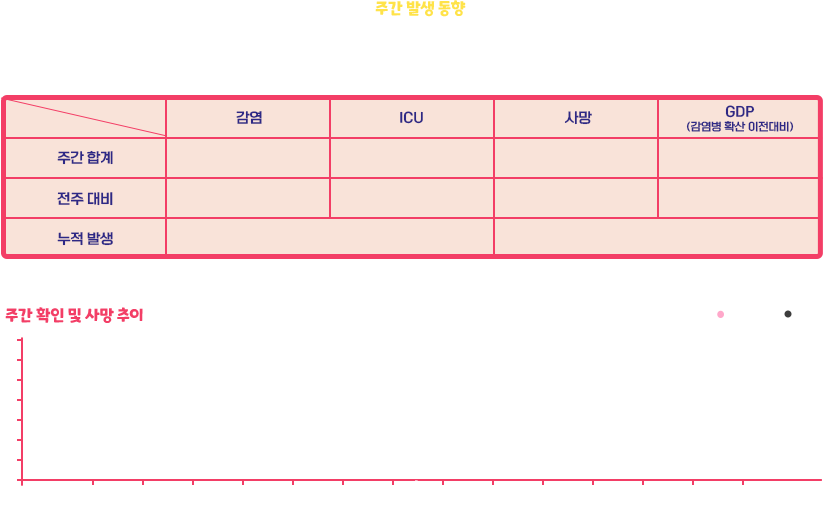 주간 발생 동향
감염
ICU
사망
GDP
(감염병 확산 이전대비)
주간 합계
전주 대비
누적 발생
주간 확인 및 사망 추이